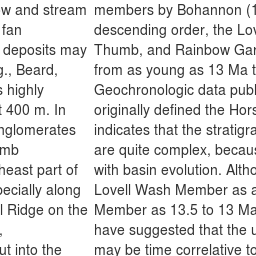 w and stream
fan
deposits may
g., Beard,
s highly
t 400 m. In
nglomerates
mb
heast part of
pecially along
l Ridge on the
,
ut into the
members by Bohannon (1
descending order, the Lov
Thumb, and Rainbow Gar
from as young as 13 Ma t
Geochronologic data publ
originally defined the Hors
indicates that the stratigra
are quite complex, becaus
with basin evolution. Altho
Lovell Wash Member as a
Member as 13.5 to 13 Ma
have suggested that the u
may be time correlative to